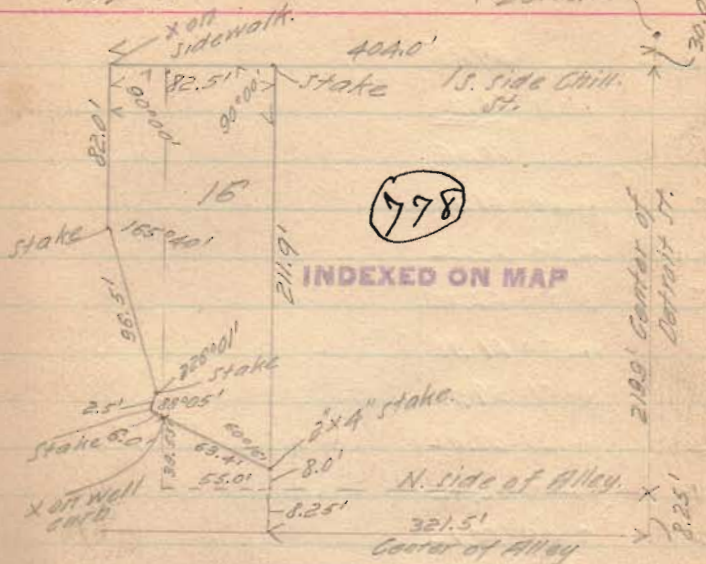 X on
sidewalk.
404.0'
30.0
82.5'
stake
S. side Chill.
St.
90°00'
90°00'
82.0'
15
778
stake
165°40'
211.9'
INDEXED ON MAP
219.9' Center of
Detroit St.
96.5'
226°01'
stake
2.5'
88°05'
2"x4" stake.
stake 6.0
60°16'
63.4'
8.0'
55.0'
N. side of Alley.
X on well
curb
8.25'
8.25'
321.5'
Center of Alley